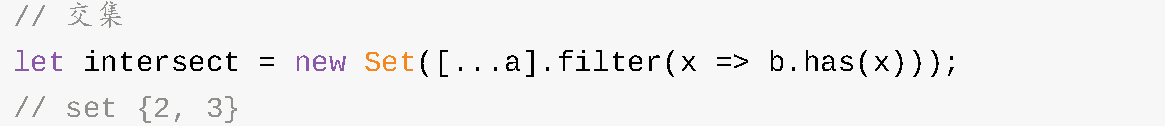 // 交集
let intersect = new Set([...a].filter(x => b.has(x)));
// set {2, 3}